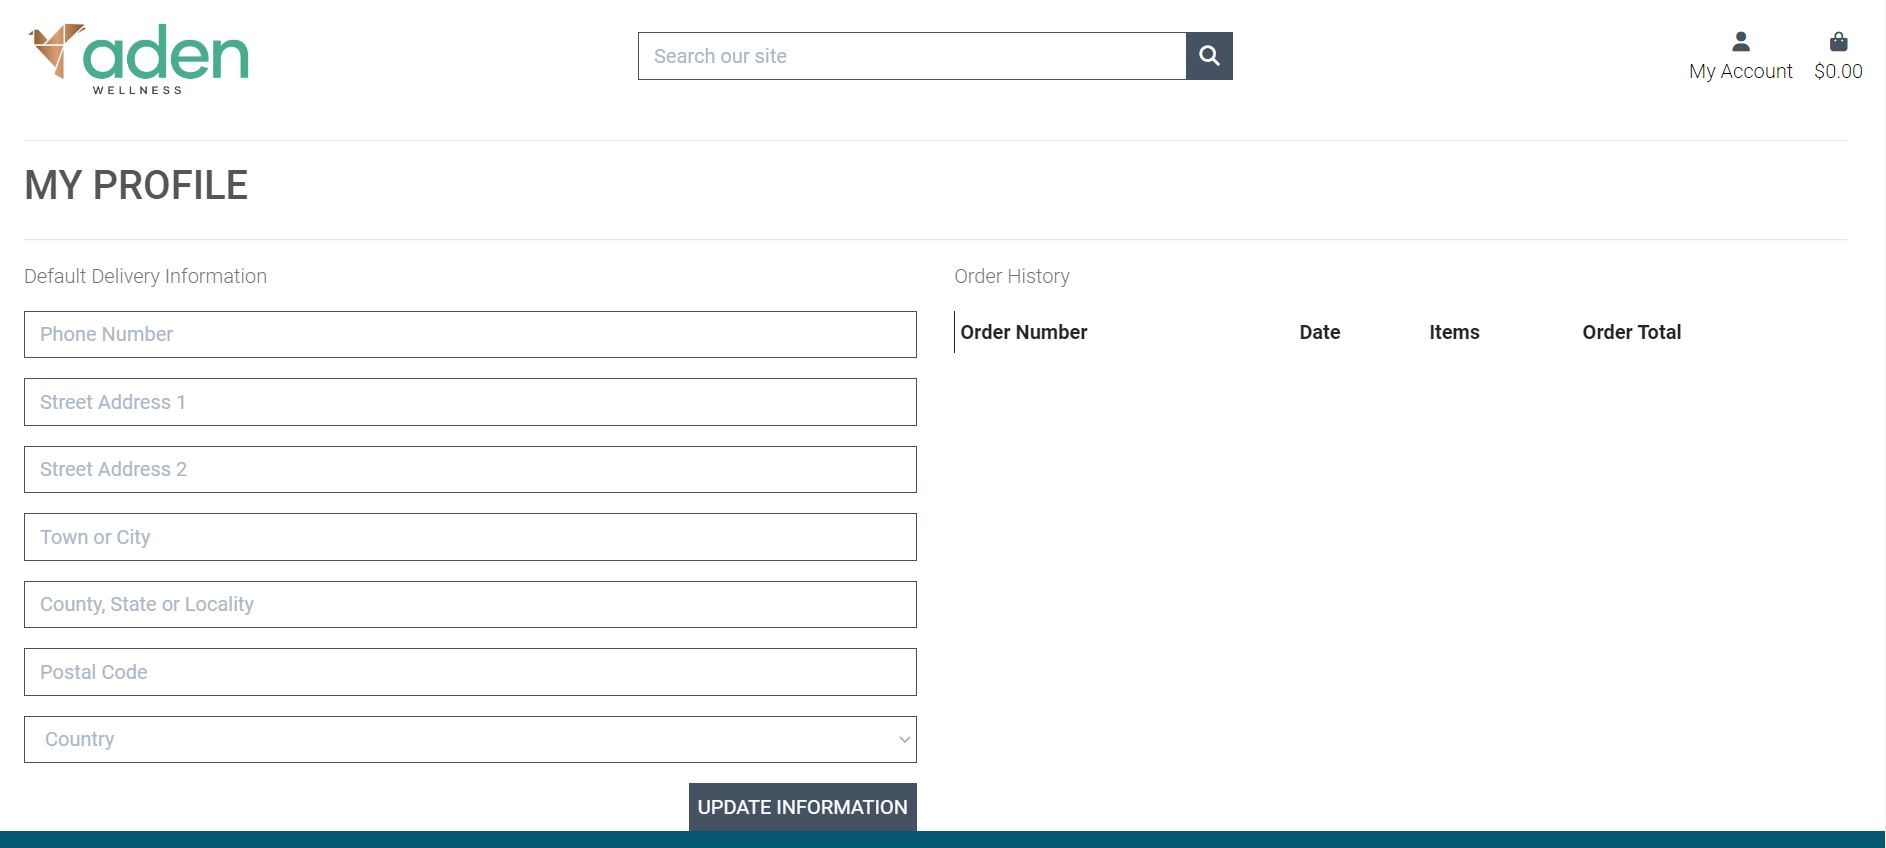 aden
WELLNESS
Search our site
My Account
$0.00
MY PROFILE
Default Delivery Information
Phone Number
Street Address 1
Street Address 2
Town or City
County, State or Locality
Postal Code
Country
UPDATE INFORMATION
Order History
Order Number Date Items Order Total